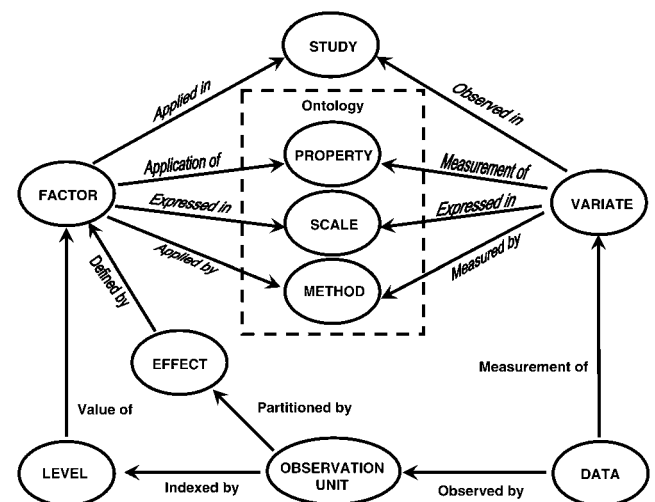 STUDY
Applied in
Observed in
Ontology
PROPERTY
Application of
Measurement of
FACTOR
Expressed in
SCALE
Expressed in
VARIATE
Applied by
METHOD
Measured by
Defined by
EFFECT
Measurement of
Value of
Partitioned by
LEVEL
Indexed by
OBSERVATION
UNIT
Observed by
DATA